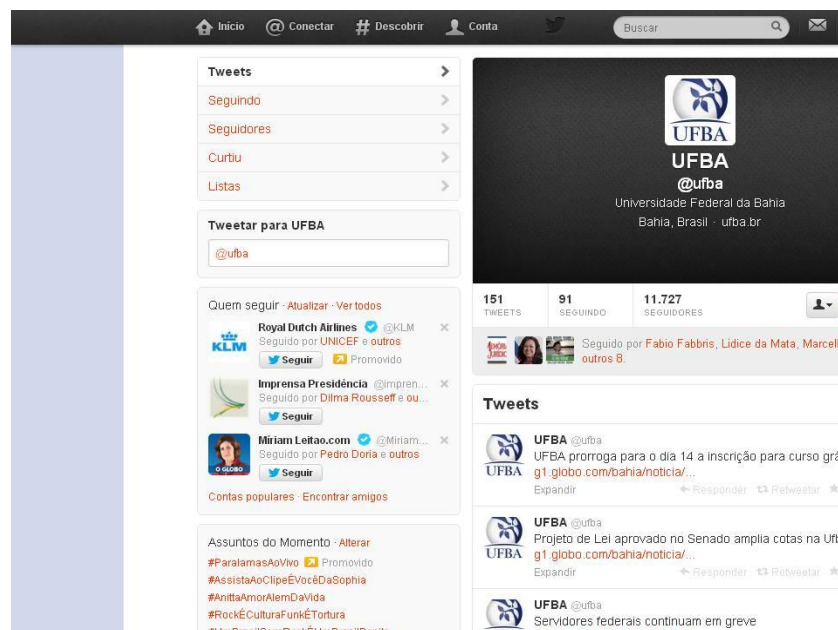 Início @ Conectar # Descobrir Conta Buscar
Tweets
Seguindo
Seguidores
Curtiu
Listas
Tweetar para UFBA
@ufba
Quem seguir · Atualizar · Ver todos
KLM
Royal Dutch Airlines @KLM
Seguido por UNICEF e outros
Seguir Promovido
Imprensa Presidência @impren...
Seguido por Dilma Rousseff e ou...
Seguir
O GLOBO
Míriam Leitao.com @Miriam...
Seguido por Pedro Doria e outros
Seguir
Contas populares · Encontrar amigos
Assuntos do Momento · Alterar
#ParalamasAoVivo Promovido
#AssistaAoClipeÉVocêDaSophia
#AnittaAmorAlemDaVida
#RockÉCulturaFunkÉTortura
UFBA
UFBA
@ufba
Universidade Federal da Bahia
Bahia, Brasil · ufba.br
151 91 11.727
TWEETS SEGUINDO SEGUIDORES
Seguido por Fabio Fabbris, Lidice da Mata, Marcell
outros 8.
Tweets
UFBA
UFBA @ufba
UFBA prorroga para o dia 14 a inscrição para curso grá
g1.globo.com/bahia/noticia/...
Expandir Responder Retweetar
UFBA
UFBA @ufba
Projeto de Lei aprovado no Senado amplia cotas na Ufb
g1.globo.com/bahia/noticia/...
Expandir Responder Retweetar
UFBA @ufba
Servidores federais continuam em greve